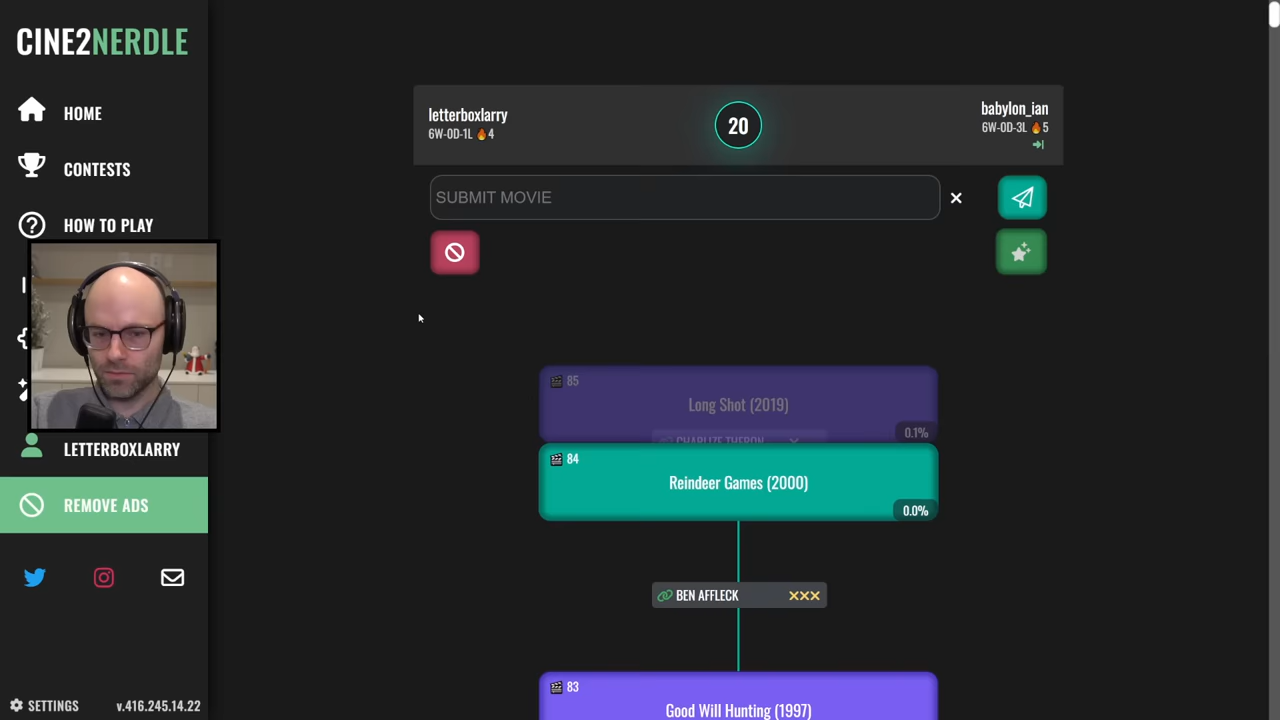 CINE2NERDLE
HOME
CONTESTS
HOW TO PLAY
LETTERBOXLARRY
REMOVE ADS
SETTINGS
v.416.245.14.22
letterboxlarry
6W-0D-1L 🔥4
20
babylon_ian
6W-0D-3L 🔥5
SUBMIT MOVIE
85
Long Shot (2019)
0.1%
CHARLIZE THERON
84
Reindeer Games (2000)
0.0%
BEN AFFLECK
83
Good Will Hunting (1997)